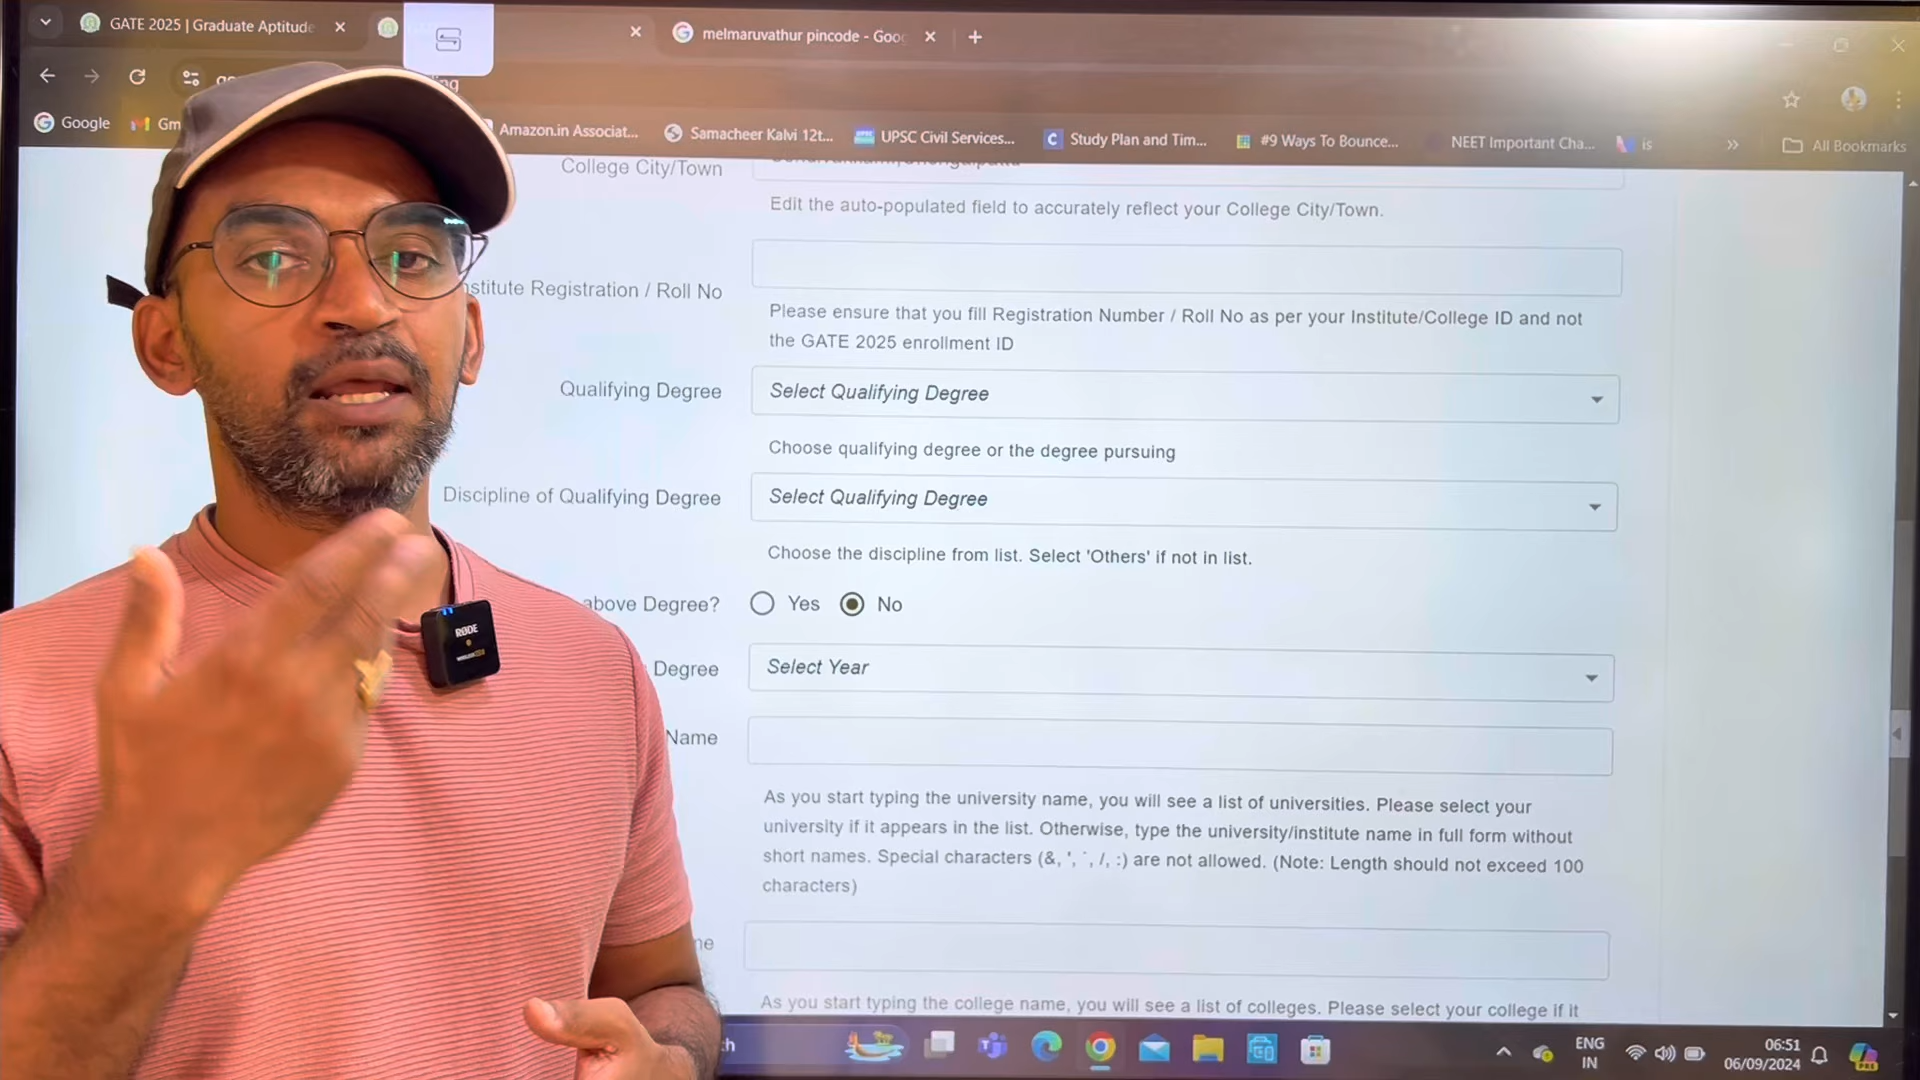 GATE 2025 | Graduate Aptitude
melmaruvathur pincode - Goo
Google
Gm
Amazon.in Associat...
Samacheer Kalvi 12t...
UPSC Civil Services...
Study Plan and Tim...
#9 Ways To Bounce...
NEET Important Cha...
is
All Bookmarks
College City/Town
Edit the auto-populated field to accurately reflect your College City/Town.
nstitute Registration / Roll No
Please ensure that you fill Registration Number / Roll No as per your Institute/College ID and not
the GATE 2025 enrollment ID
Qualifying Degree
Select Qualifying Degree
Choose qualifying degree or the degree pursuing
Discipline of Qualifying Degree
Select Qualifying Degree
Choose the discipline from list. Select 'Others' if not in list.
above Degree?
Yes
No
Degree
Select Year
Name
As you start typing the university name, you will see a list of universities. Please select your
university if it appears in the list. Otherwise, type the university/institute name in full form without
short names. Special characters (&, ', `, /, :) are not allowed. (Note: Length should not exceed 100
characters)
ne
As you start typing the college name, you will see a list of colleges. Please select your college if it
RØDE
ENG
IN
06:51
06/09/2024